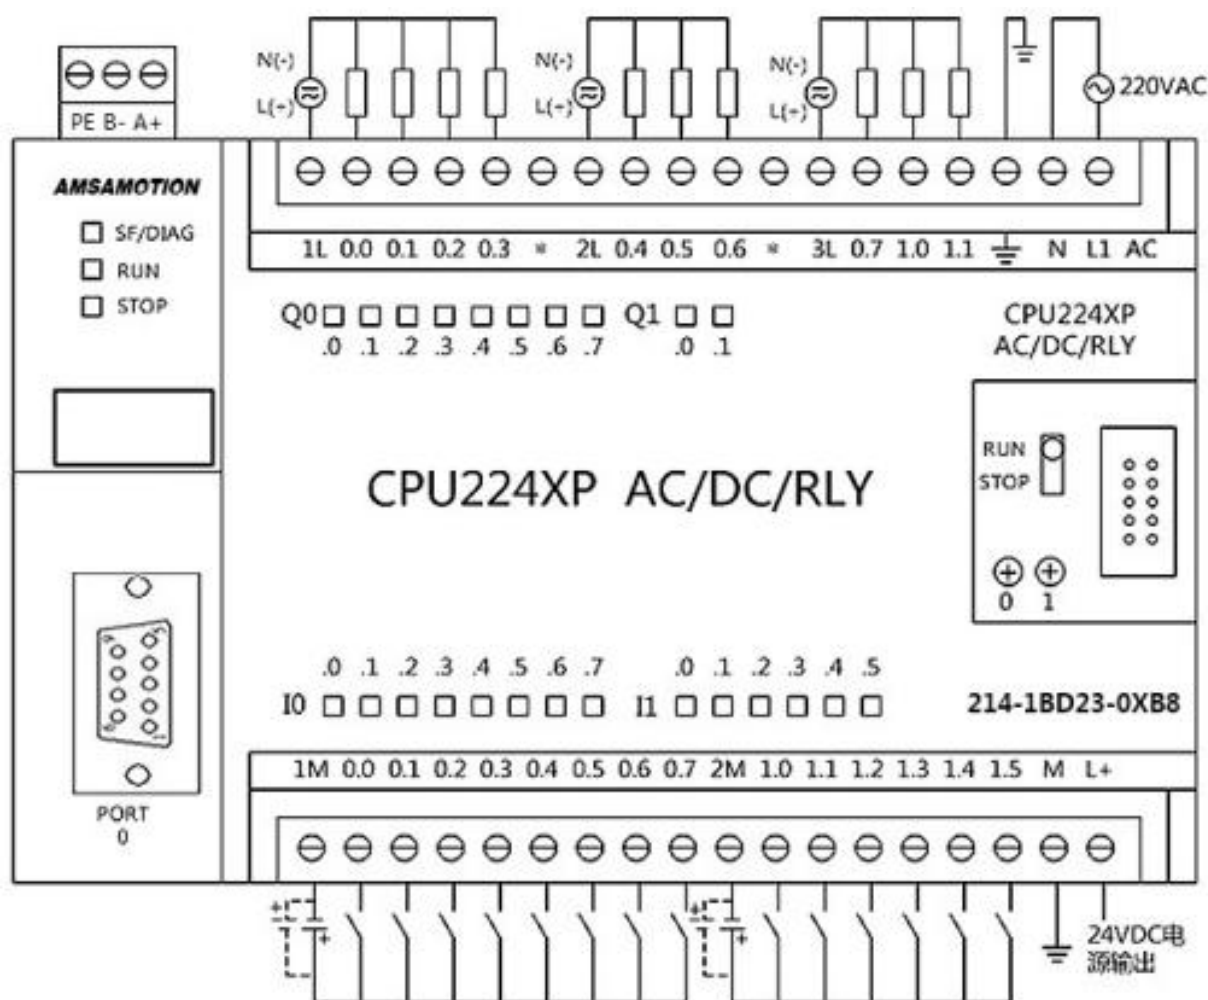 N(-) N(-) N(-)
L(+) L(+) L(+)
220VAC
PE B- A+
AMSAMOTION
SF/DIAG
RUN
STOP
1L 0.0 0.1 0.2 0.3 * 2L 0.4 0.5 0.6 * 3L 0.7 1.0 1.1 N L1 AC
Q0 Q1
.0 .1 .2 .3 .4 .5 .6 .7 .0 .1
CPU224XP
AC/DC/RLY
RUN
STOP
0 1
CPU224XP AC/DC/RLY
.0 .1 .2 .3 .4 .5 .6 .7 .0 .1 .2 .3 .4 .5
I0 I1
214-1BD23-0XB8
1M 0.0 0.1 0.2 0.3 0.4 0.5 0.6 0.7 2M 1.0 1.1 1.2 1.3 1.4 1.5 M L+
PORT
0
+ + + +
24VDC电
源输出